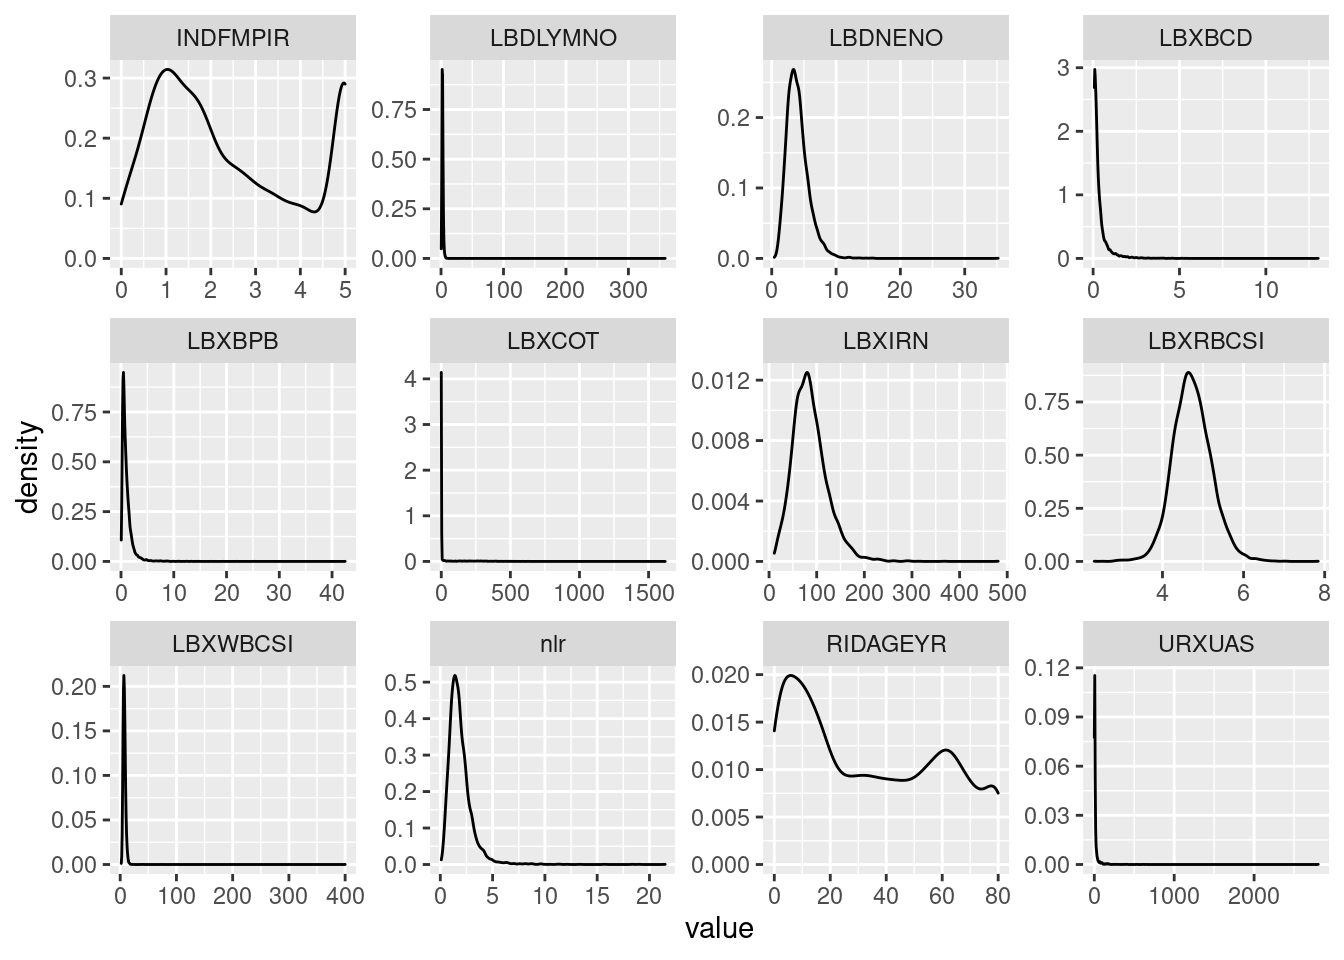 INDFMPIR LBDLYMNO LBDNENO LBXBCD
0.3 0.2 0.1 0.0
0.75 0.50 0.25 0.00
0.2 0.1 0.0
3 2 1 0
0 1 2 3 4 5
0 100 200 300
0 10 20 30
0 5 10
LBXBPB LBXCOT LBXIRN LBXRBCSI
0.75 0.50 0.25 0.00
4 3 2 1 0
0.012 0.008 0.004 0.000
0.75 0.50 0.25 0.00
0 10 20 30 40
0 500 1000 1500
0 100 200 300 400 500
4 6 8
density
LBXWBCSI nlr RIDAGEYR URXUAS
0.20 0.15 0.10 0.05 0.00
0.5 0.4 0.3 0.2 0.1 0.0
0.020 0.015 0.010 0.005 0.000
0.12 0.09 0.06 0.03 0.00
0 100 200 300 400
0 5 10 15 20
0 20 40 60 80
0 1000 2000
value